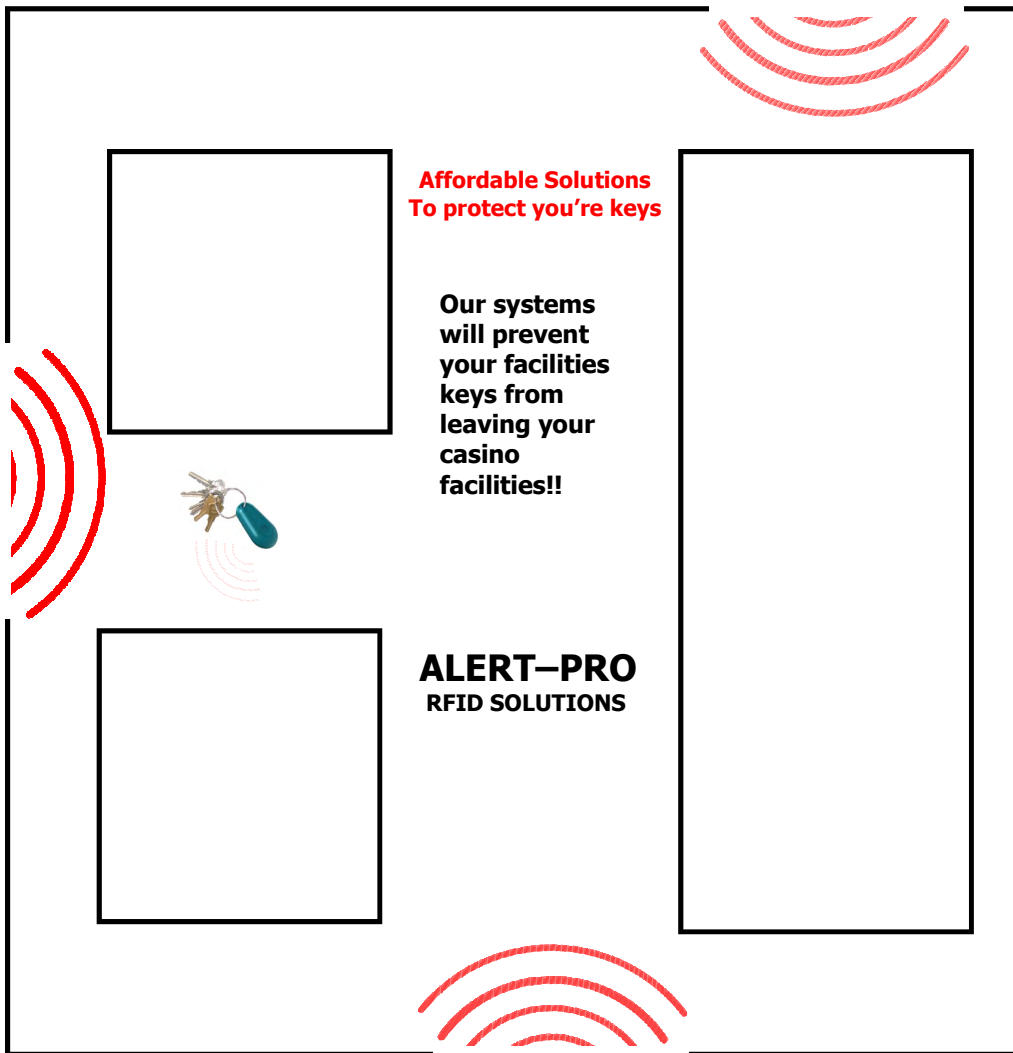 Affordable Solutions
To protect you’re keys
Our systems
will prevent
your facilities
keys from
leaving your
casino
facilities!!
ALERT–PRO
RFID SOLUTIONS